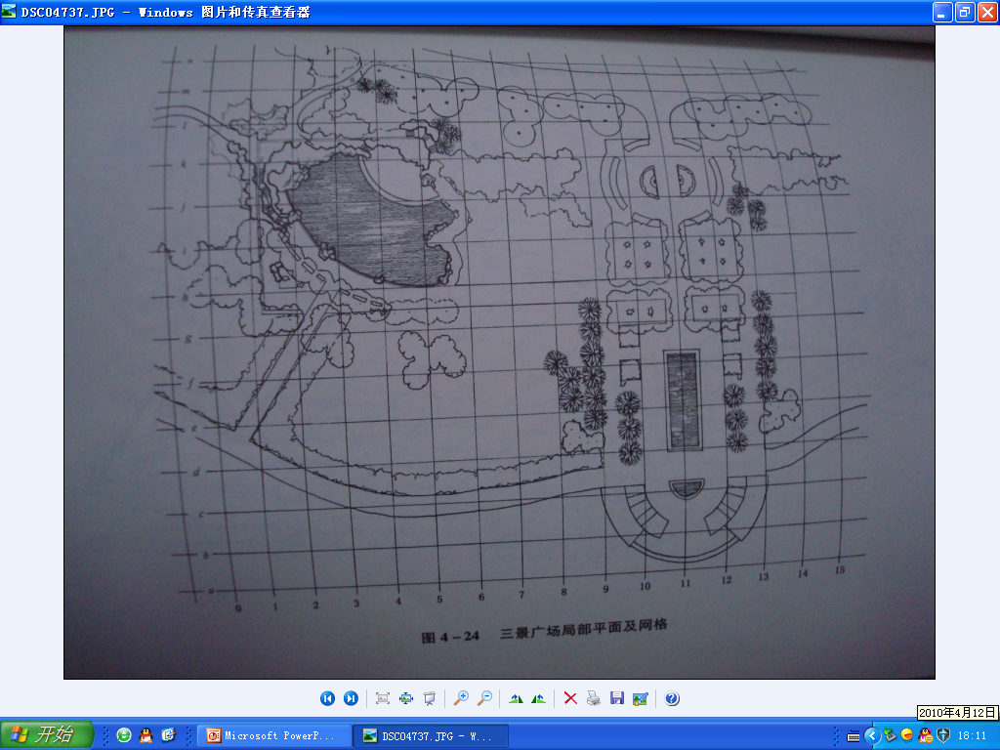 DSC04737.JPG - Windows 图片和传真查看器
n
m
l
k
j
i
h
g
f
e
d
c
b
a
0 1 2 3 4 5 6 7 8 9 10 11 12 13 14 15
图 4-24 三景广场局部平面及网格
2010年4月12日
开始
Microsoft PowerP...
DSC04737.JPG - W...
18:11